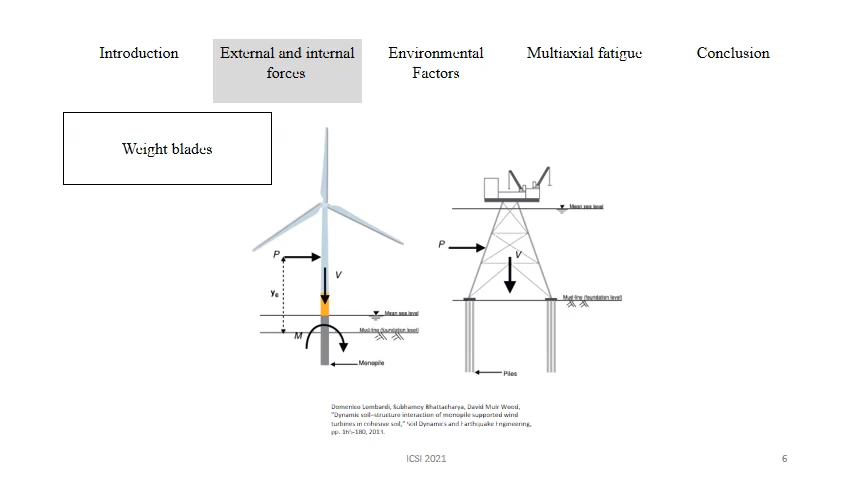 Introduction
External and internal
forces
Environmental
Factors
Multiaxial fatigue
Conclusion
Weight blades
P
V
yₑ
Mean sea level
Mud line (foundation level)
M
Monopile
Mean sea level
P
V
Mud line (foundation level)
Piles
Domenico Lombardi, Subhamoy Bhattacharya, David Muir Wood,
"Dynamic soil–structure interaction of monopile supported wind
turbines in cohesive soil," Soil Dynamics and Earthquake Engineering,
pp. 2013.
ICSI 2021
6